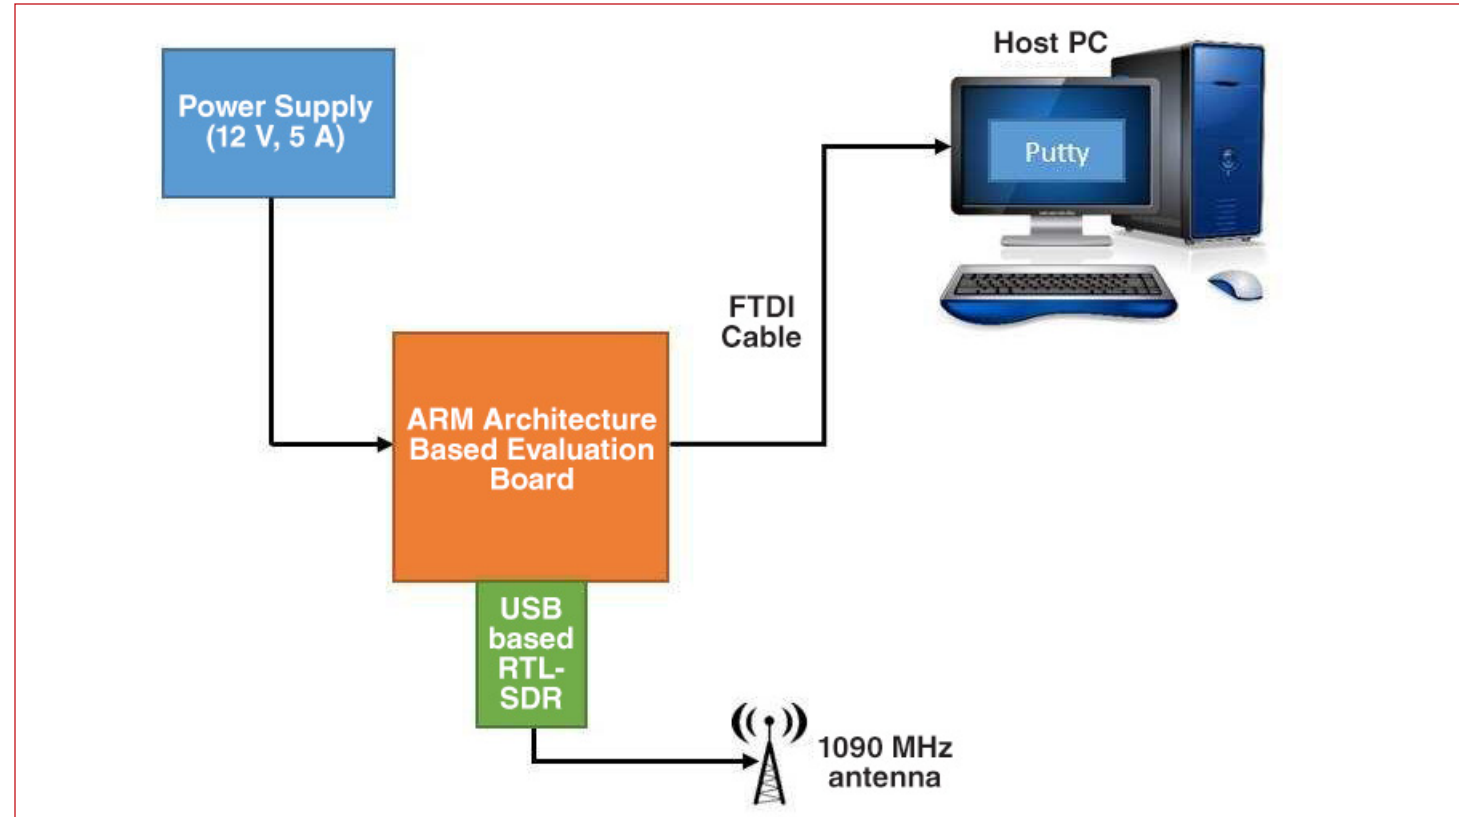 Host PC
Power Supply
(12 V, 5 A)
Putty
FTDI
Cable
ARM Architecture
Based Evaluation
Board
USB
based
RTL-
SDR
1090 MHz
antenna